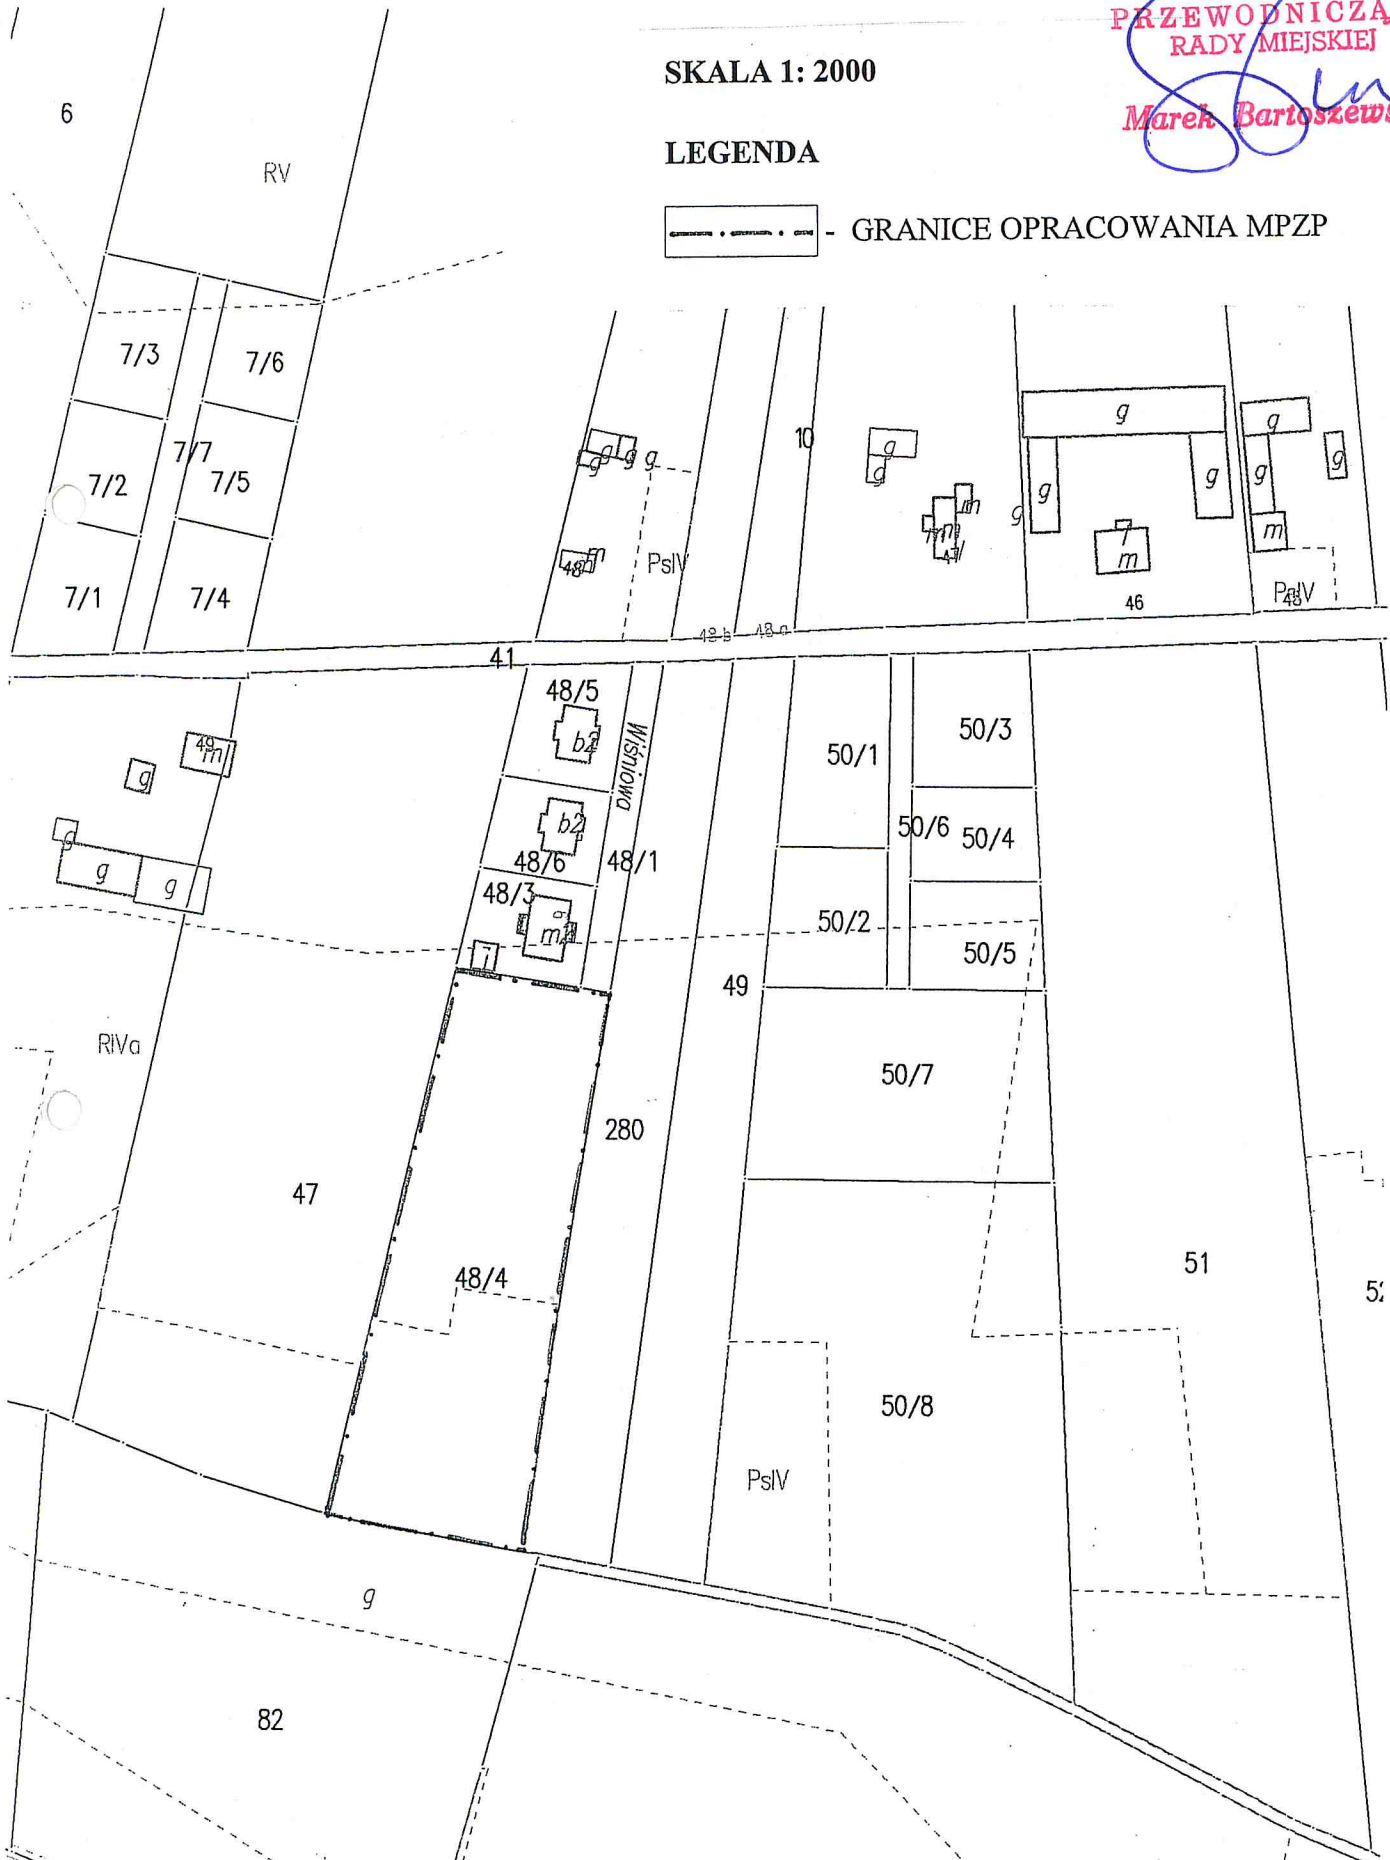 PRZEWODNICZĄ
RADY MIEJSKIEJ
Marek Bartoszews
SKALA 1: 2000
LEGENDA
- GRANICE OPRACOWANIA MPZP
6
RV
7/3
7/6
7/7
7/2
7/5
7/1
7/4
10
g
g
g
g
g
g
g
g
g
g
g
g
g
g
m
m
m
46
PsIV
48
41
48/5
b2
Wiśniowa
49
m
g
g
g
g
b2
48/6
48/1
48/3
m
50/1
50/3
50/6
50/4
50/2
50/5
49
RIVa
50/7
280
47
48/4
51
50/8
PsIV
g
82